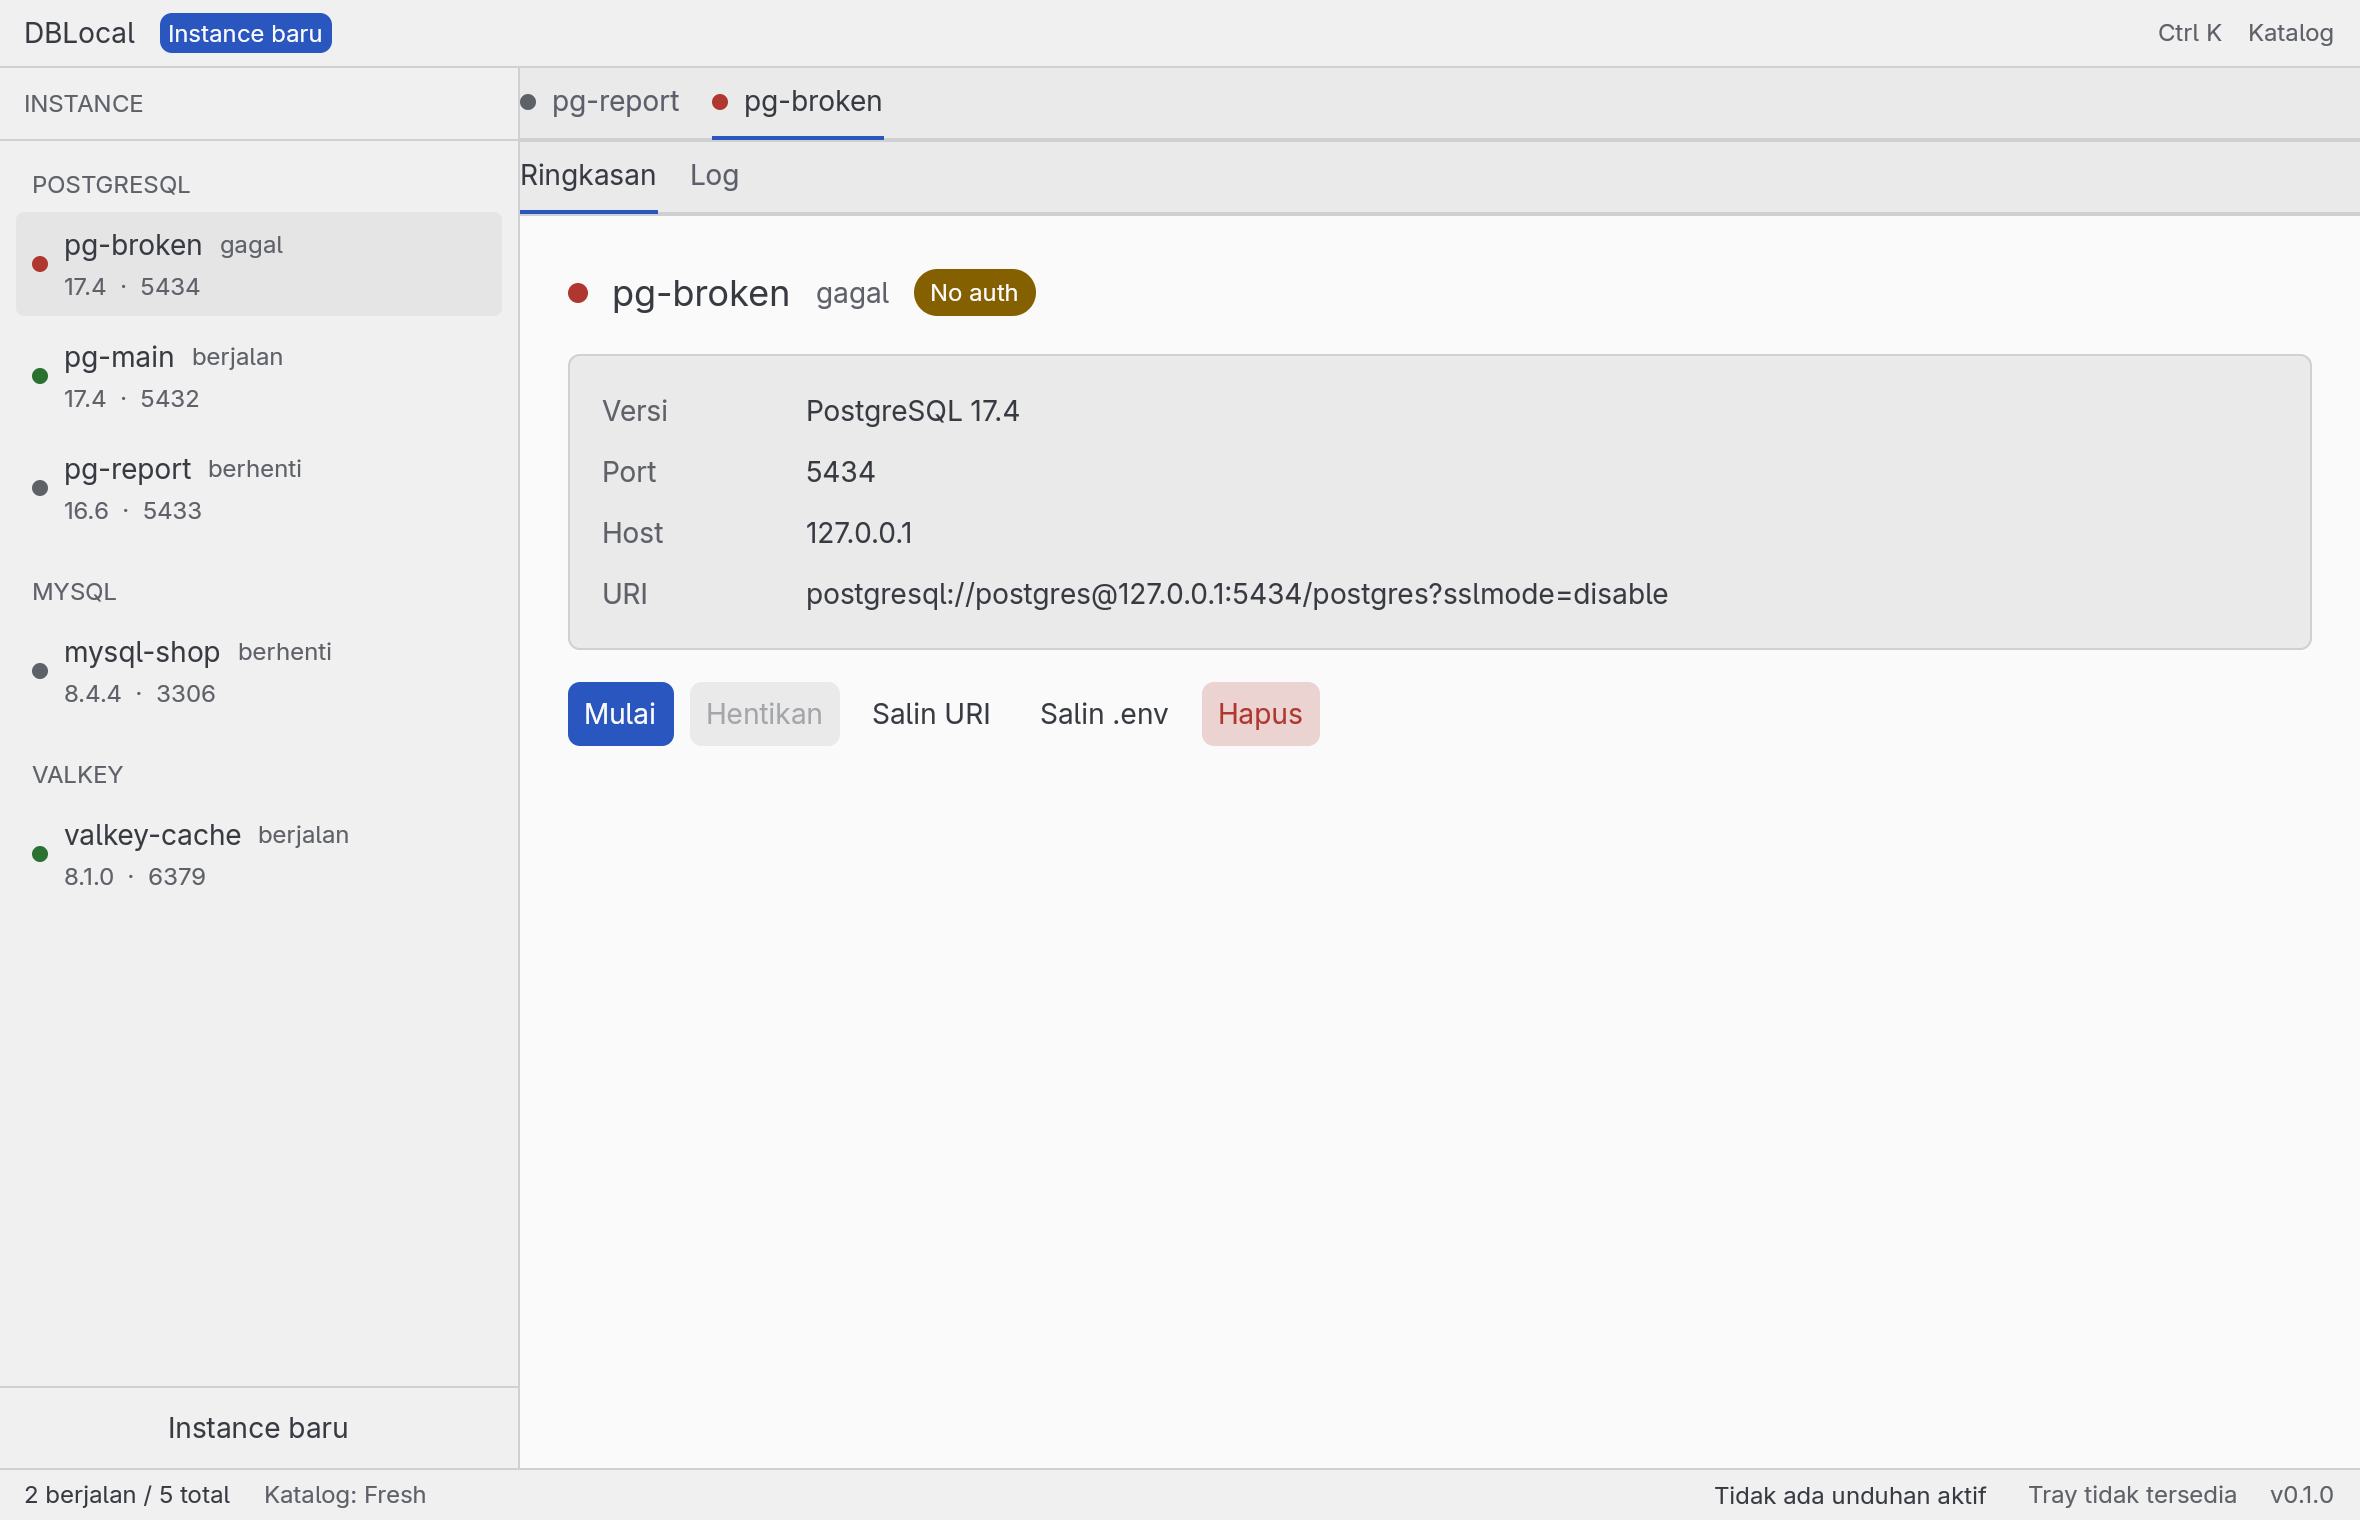 DBLocal Instance baru Ctrl K Katalog
INSTANCE
pg-report pg-broken
Ringkasan Log
POSTGRESQL
pg-broken gagal
17.4 · 5434
pg-main berjalan
17.4 · 5432
pg-report berhenti
16.6 · 5433
MYSQL
mysql-shop berhenti
8.4.4 · 3306
VALKEY
valkey-cache berjalan
8.1.0 · 6379
Instance baru
pg-broken gagal No auth
Versi PostgreSQL 17.4
Port 5434
Host 127.0.0.1
URI postgresql://postgres@127.0.0.1:5434/postgres?sslmode=disable
Mulai Hentikan Salin URI Salin .env Hapus
2 berjalan / 5 total Katalog: Fresh Tidak ada unduhan aktif Tray tidak tersedia v0.1.0